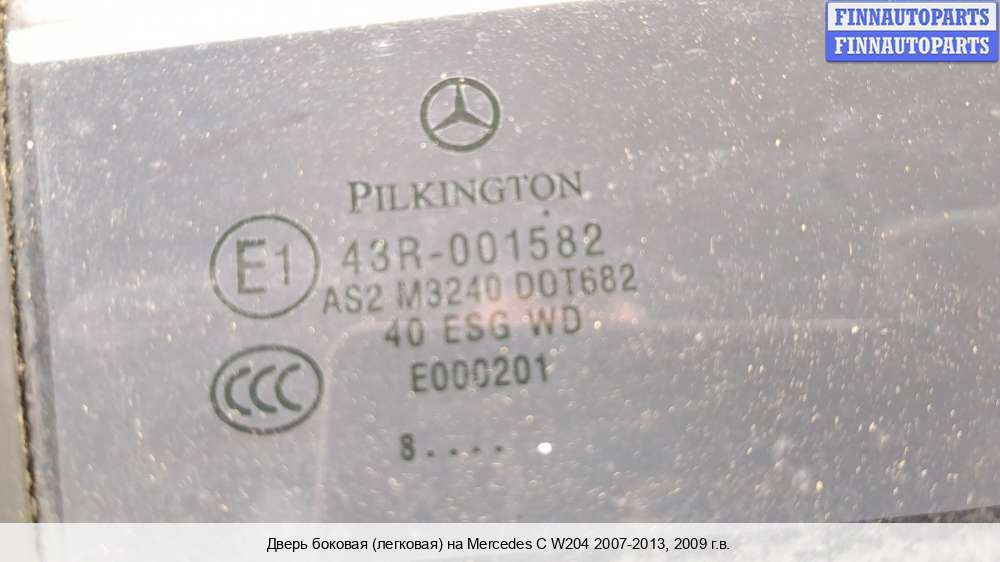 FINNAUTOPARTS
FINNAUTOPARTS
PILKINGTON
E1 43R-001582
AS2 M3240 DOT682
40 ESG WD
E000201
CCC
8....
Дверь боковая (легковая) на Mercedes C W204 2007-2013, 2009 г.в.